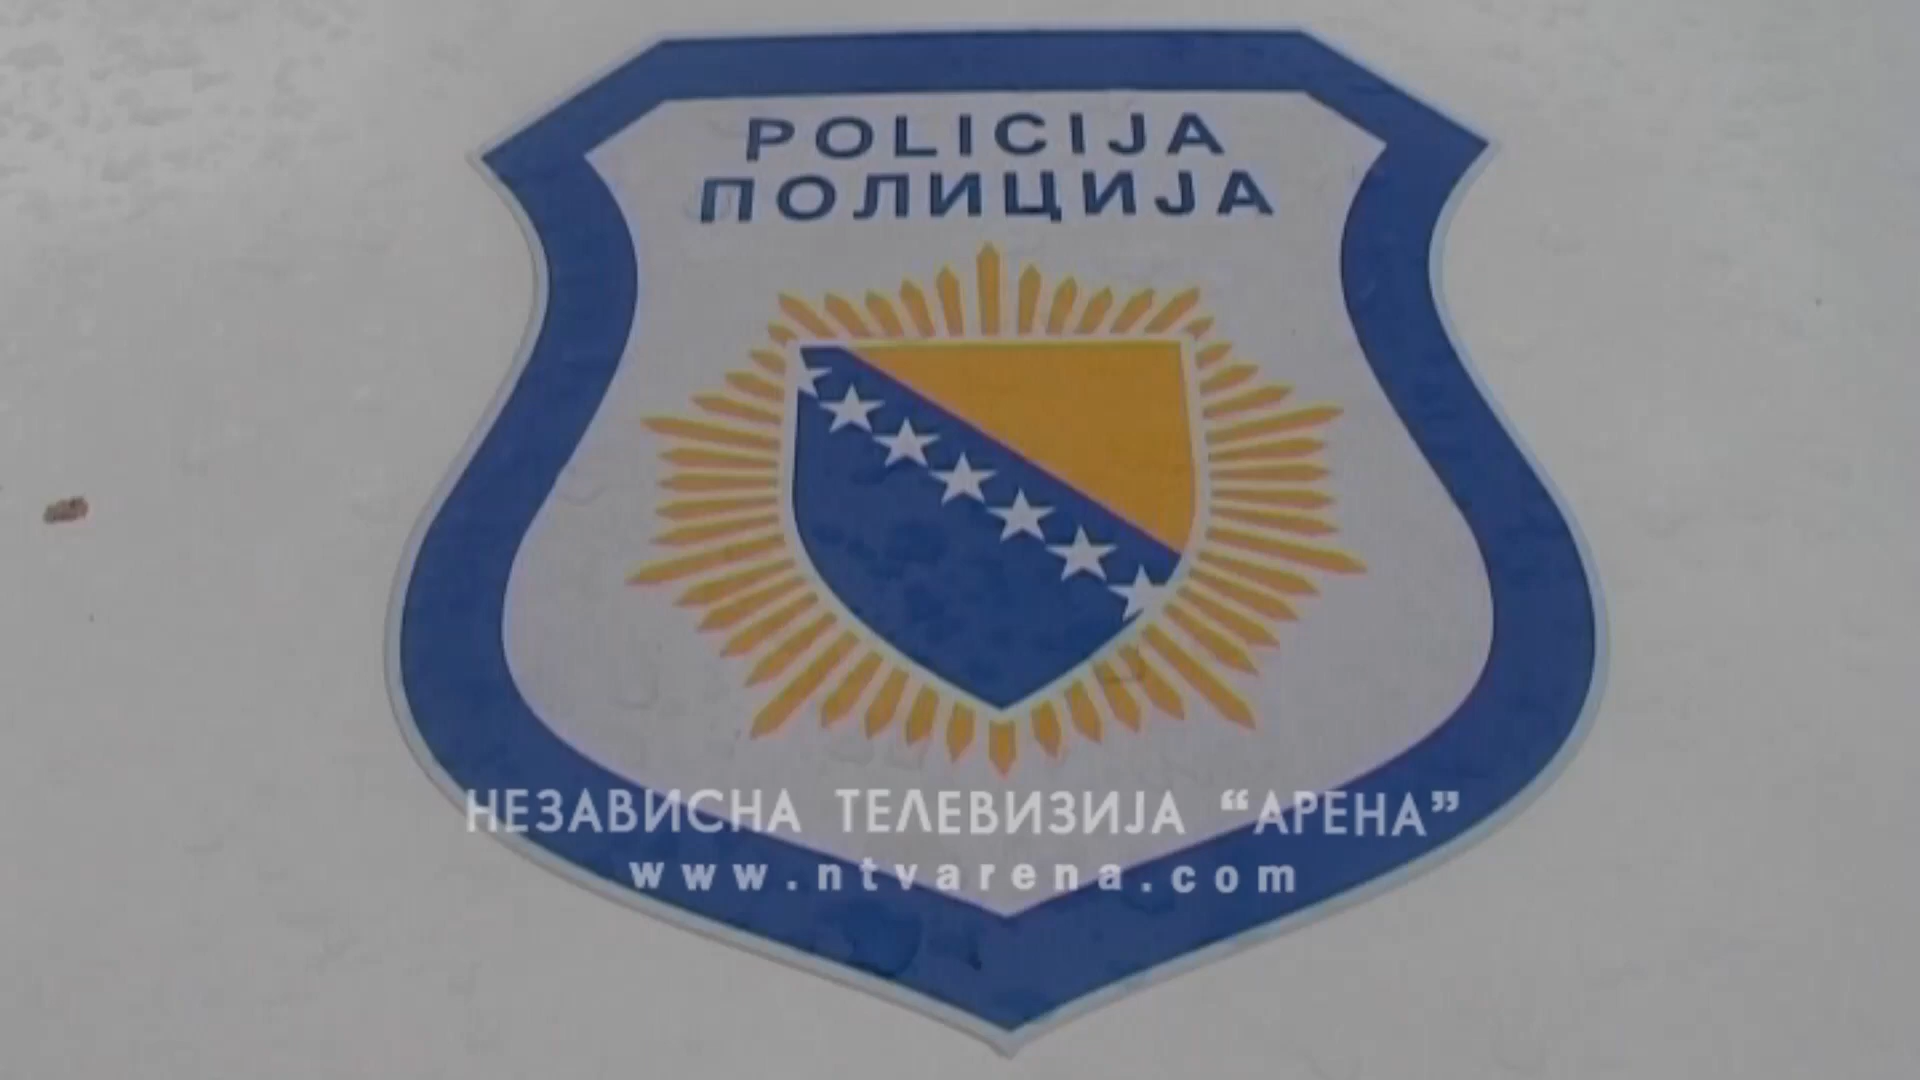 POLICIJA
ПОЛИЦИЈА
НЕЗАВИСНА ТЕЛЕВИЗИЈА “АРЕНА”
www.ntvarena.com